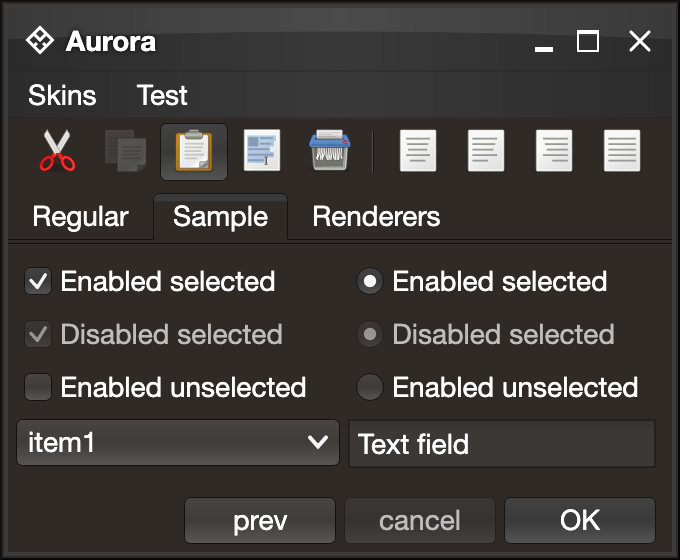 Aurora
Skins Test
Regular Sample Renderers
Enabled selected Enabled selected
Disabled selected Disabled selected
Enabled unselected Enabled unselected
item1 Text field
prev cancel OK